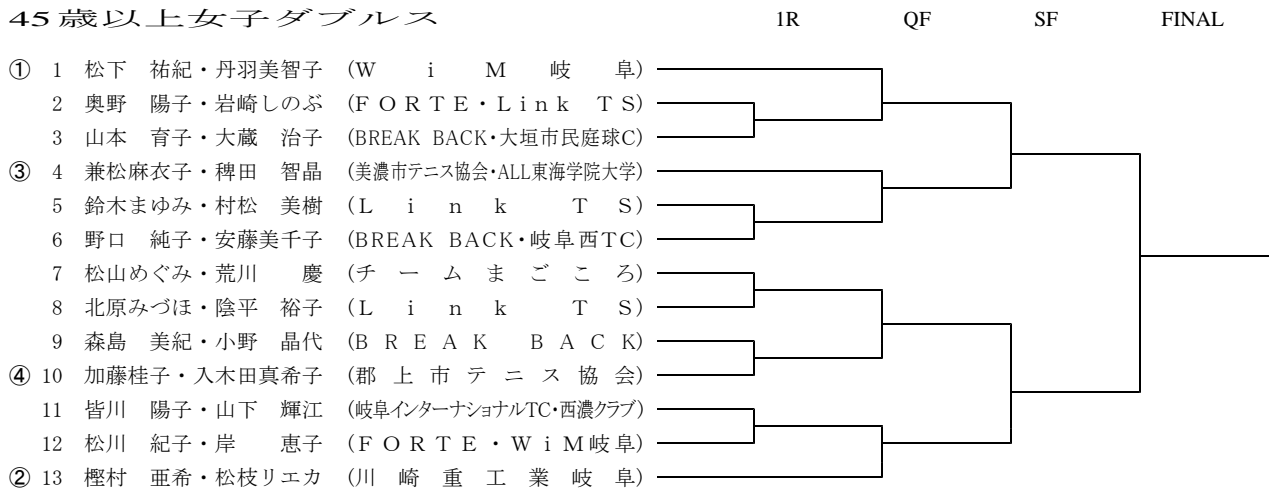 45歳以上女子ダブルス 1R QF SF FINAL
① 1 松下 祐紀・丹羽美智子 (WiM岐阜)
2 奥野 陽子・岩崎しのぶ (FORTE・Link TS)
3 山本 育子・大蔵 治子 (BREAK BACK・大垣市民庭球C)
③ 4 兼松麻衣子・稗田 智晶 (美濃市テニス協会・ALL東海学院大学)
5 鈴木まゆみ・村松 美樹 (Link TS)
6 野口 純子・安藤美千子 (BREAK BACK・岐阜西TC)
7 松山めぐみ・荒川 慶 (チームまごころ)
8 北原みづほ・陰平 裕子 (Link TS)
9 森島 美紀・小野 晶代 (BREAK BACK)
④ 10 加藤桂子・入木田真希子 (郡上市テニス協会)
11 皆川 陽子・山下 輝江 (岐阜インターナショナルTC・西濃クラブ)
12 松川 紀子・岸 恵子 (FORTE・WiM岐阜)
② 13 樫村 亜希・松枝リエカ (川崎重工業岐阜)